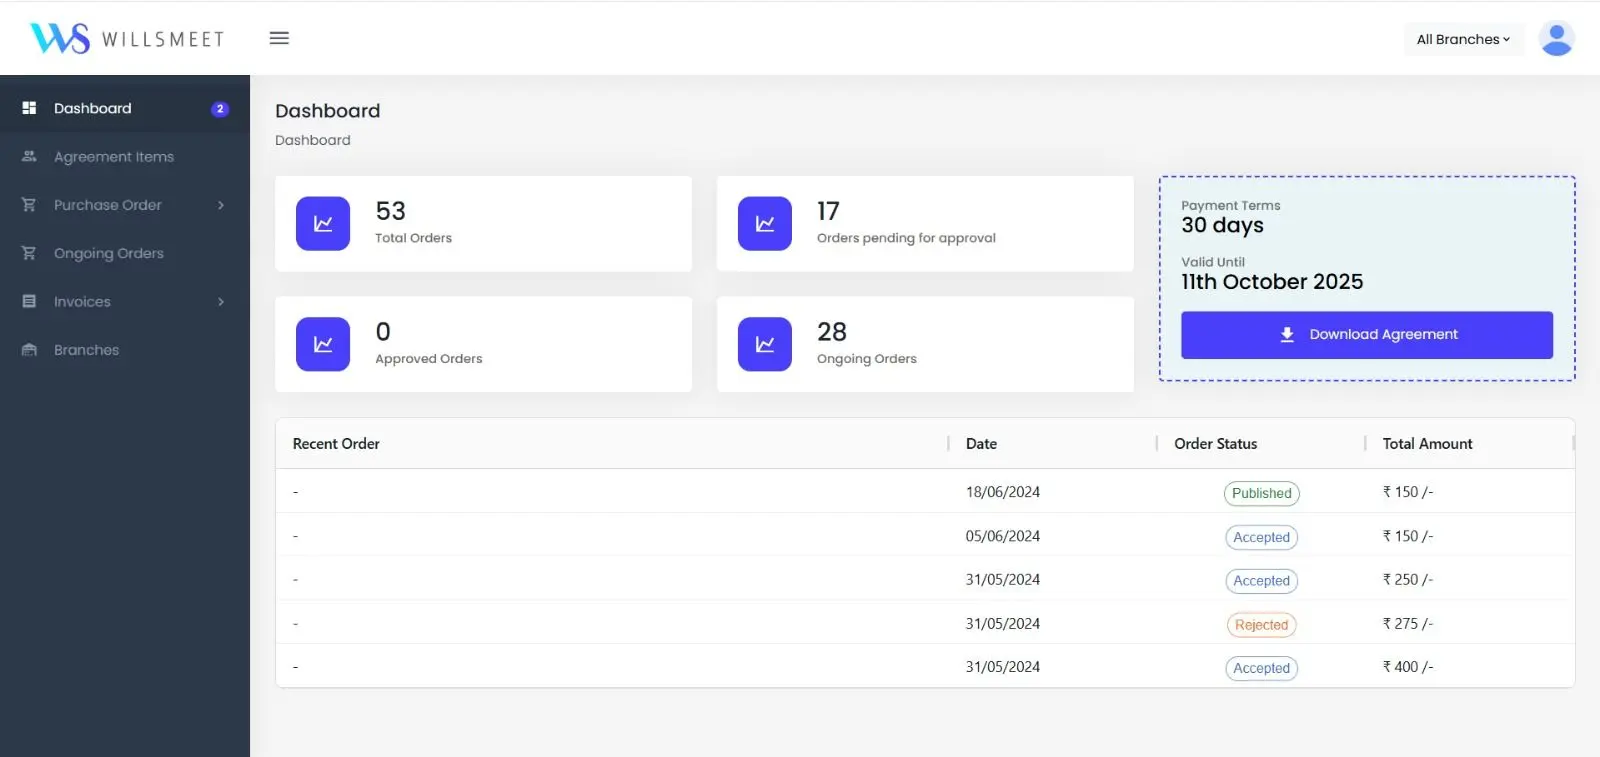 WS WILLSMEET
All Branches
Dashboard 2
Agreement Items
Purchase Order
Ongoing Orders
Invoices
Branches
Dashboard
Dashboard
53
Total Orders
17
Orders pending for approval
0
Approved Orders
28
Ongoing Orders
Payment Terms
30 days
Valid Until
11th October 2025
Download Agreement
Recent Order Date Order Status Total Amount
- 18/06/2024 Published ₹ 150 /-
- 05/06/2024 Accepted ₹ 150 /-
- 31/05/2024 Accepted ₹ 250 /-
- 31/05/2024 Rejected ₹ 275 /-
- 31/05/2024 Accepted ₹ 400 /-